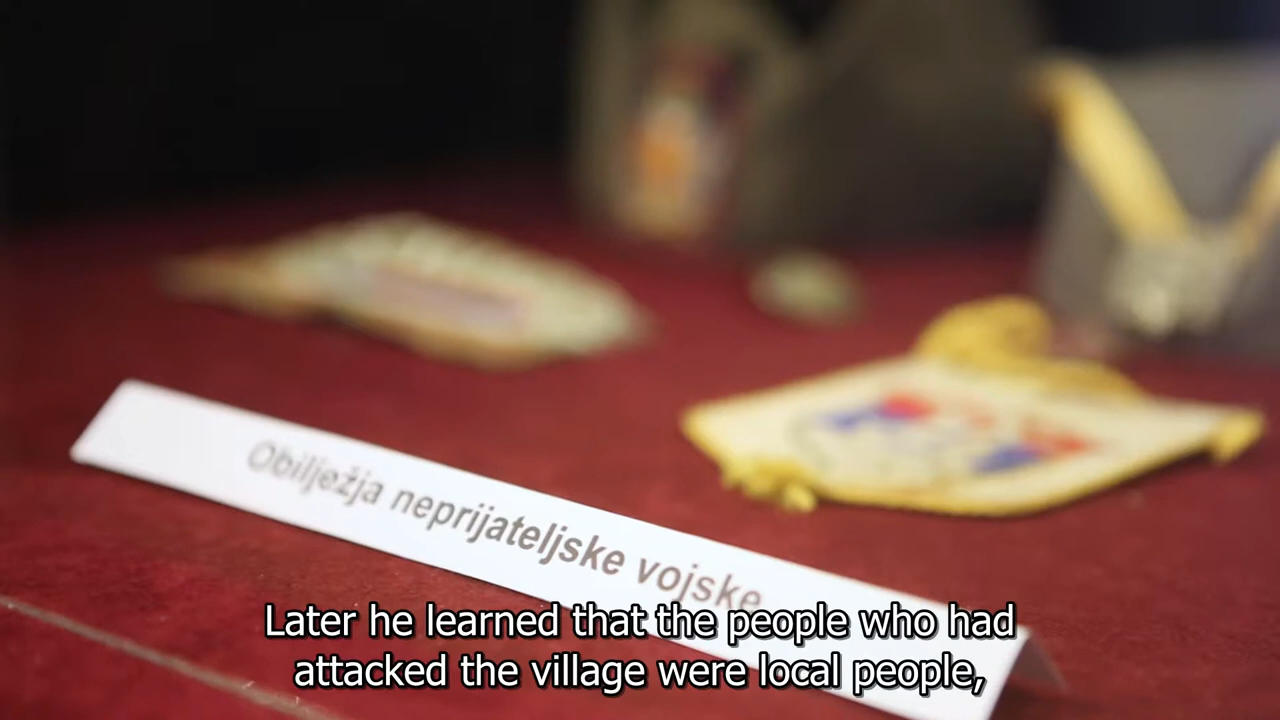 Obilježja neprijateljske vojske
Later he learned that the people who had
attacked the village were local people,